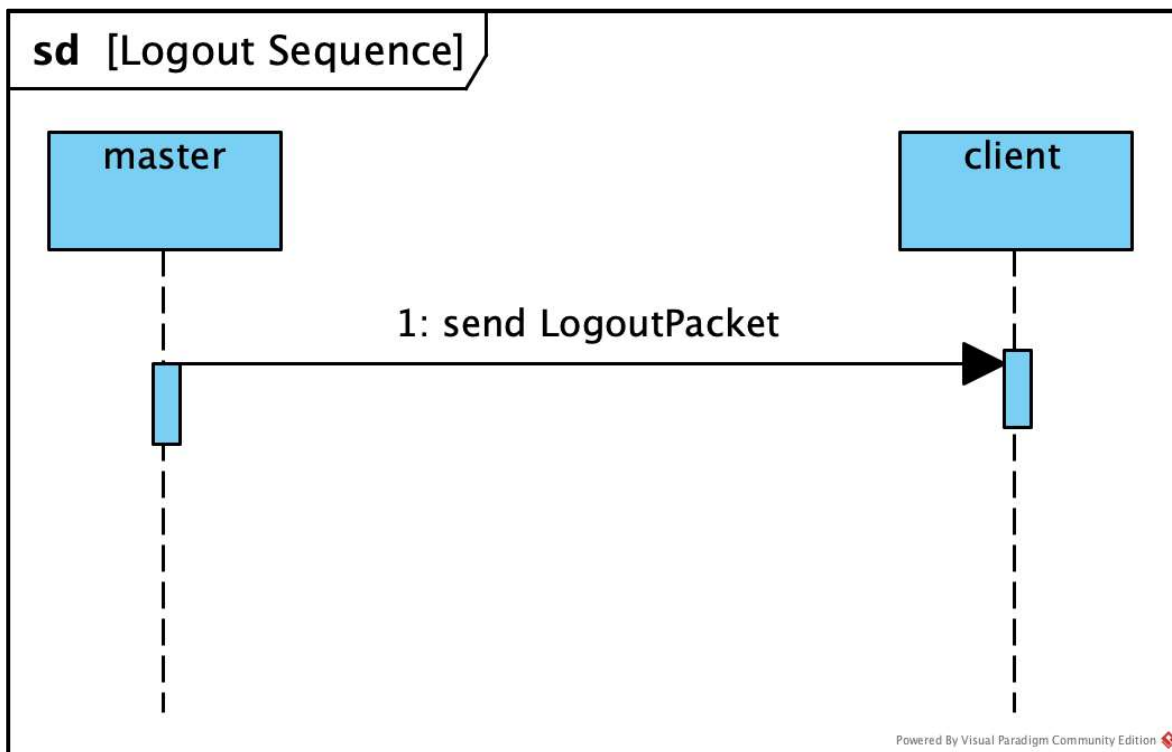 sd [Logout Sequence]
master
client
1: send LogoutPacket
Powered By Visual Paradigm Community Edition